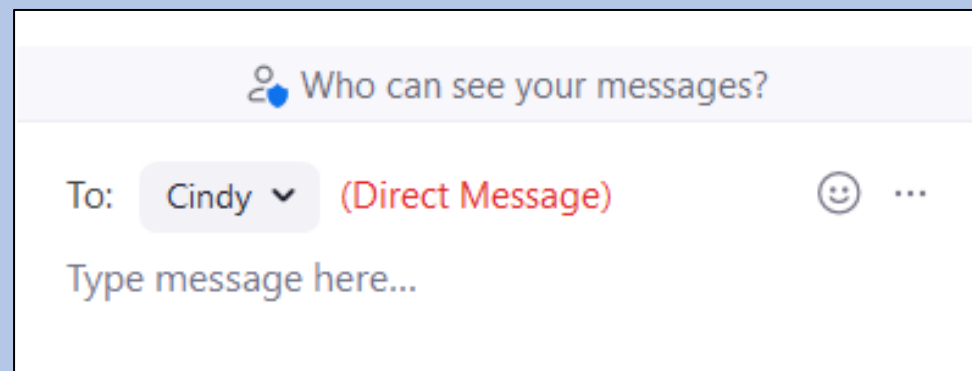 Who can see your messages?
To: Cindy (Direct Message)
Type message here...